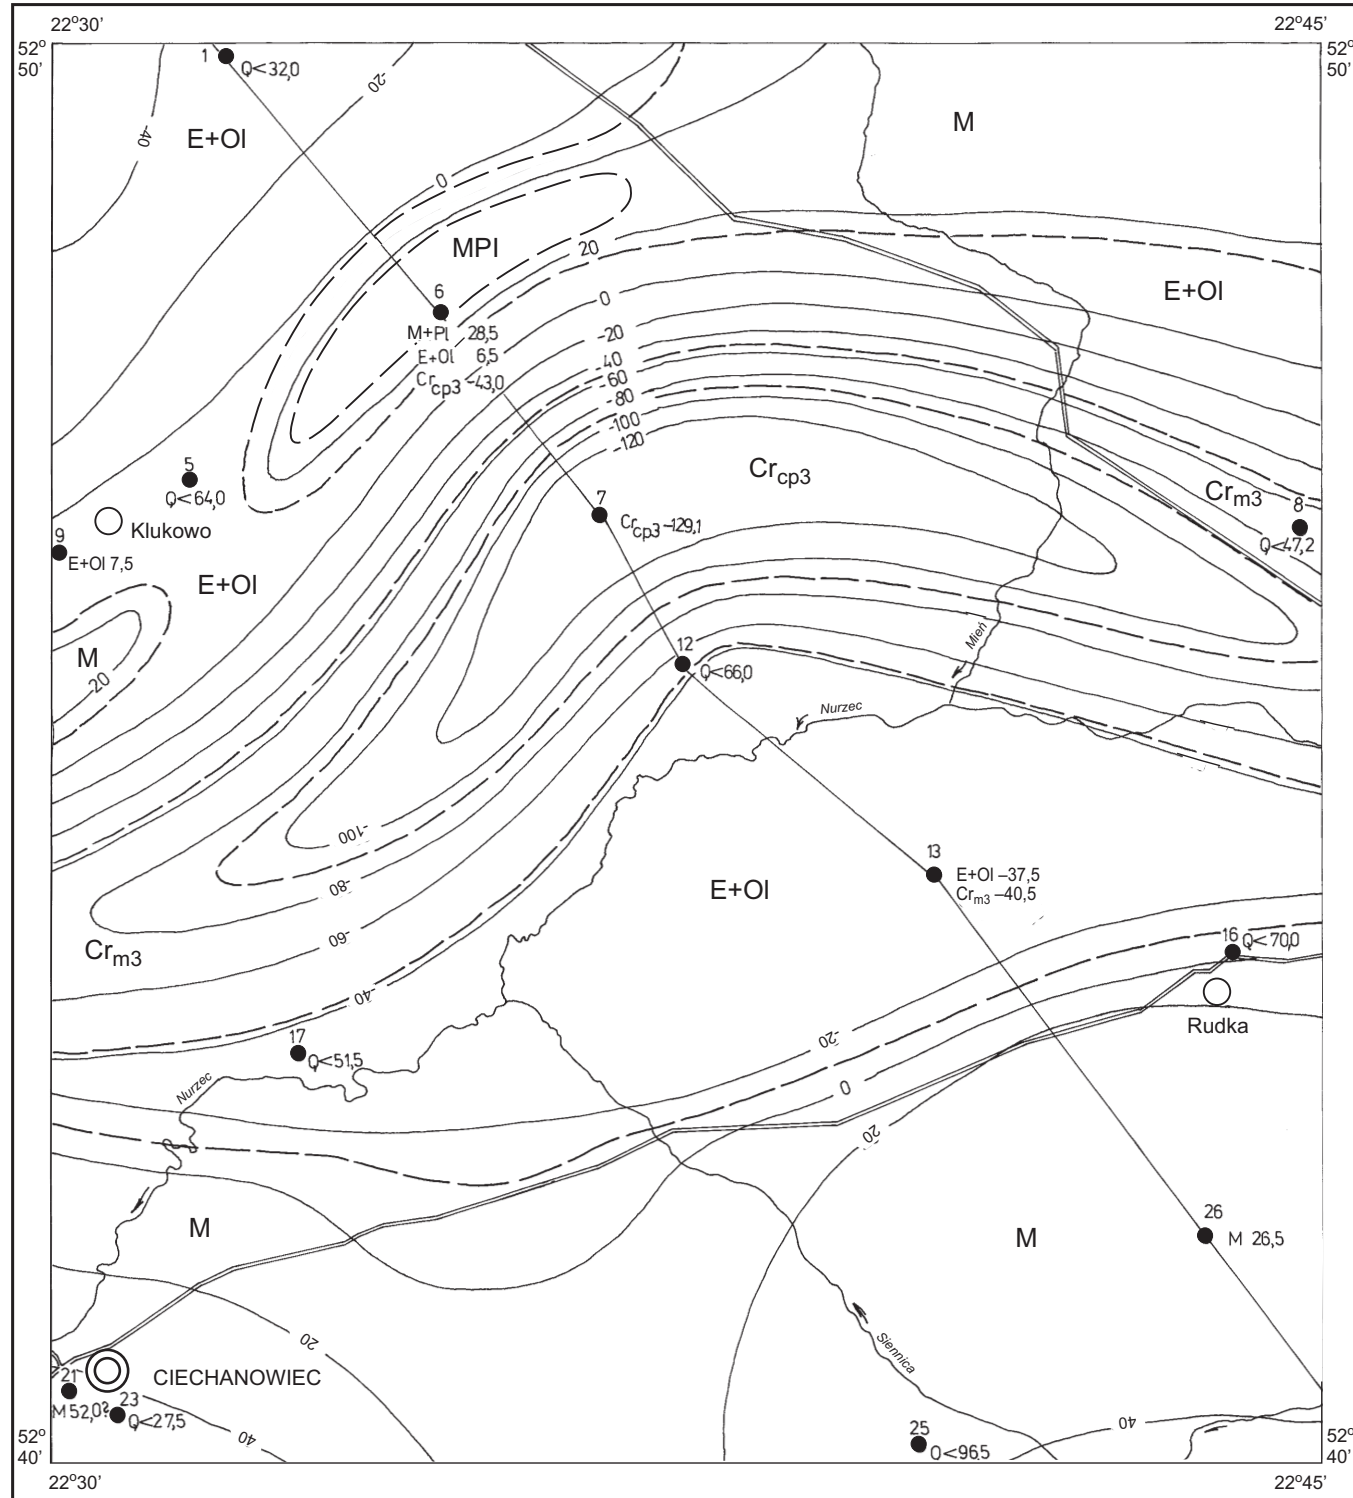 22°30’
22°45’
52°
50’
52°
50’
1
Q<32,0
-20
-40
E+Ol
M
0
MPl
20
E+Ol
6
0
M+Pl 28,5
-20
E+Ol 6,5
-40
Cr cp3 -43,0
-60
-80
-100
-120
Cr cp3
5
Q<64,0
Cr m3
8
7
Cr cp3 -129,1
Klukowo
9
Q<47,2
E+Ol 7,5
E+Ol
Mień
12
M
Q<66,0
-20
Nurzec
-100
13
E+Ol -37,5
E+Ol
-80
Cr m3 -40,5
Cr m3
-60
16
Q<70,0
-40
Rudka
17
-20
Q<51,5
Nurzec
0
20
M
26
M
M 26,5
20
Siennica
21
CIECHANOWIEC
M 52,0?
23
Q<27,5
40
40
25
Q<96,5
52°
40’
52°
40’
22°30’
22°45’